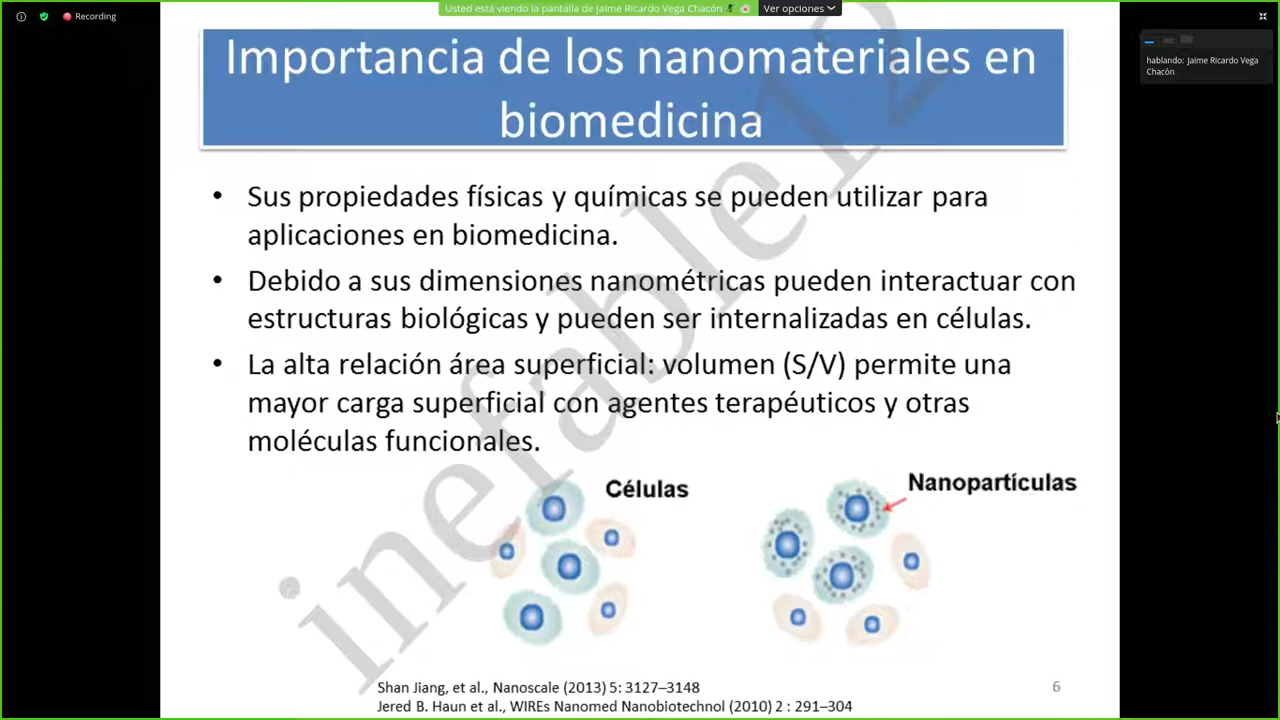 Recording
Usted está viendo la pantalla de Jaime Ricardo Vega Chacón
Ver opciones
hablando: Jaime Ricardo Vega
Chacón
Importancia de los nanomateriales en
biomedicina
• Sus propiedades físicas y químicas se pueden utilizar para
aplicaciones en biomedicina.
• Debido a sus dimensiones nanométricas pueden interactuar con
estructuras biológicas y pueden ser internalizadas en células.
• La alta relación área superficial: volumen (S/V) permite una
mayor carga superficial con agentes terapéuticos y otras
moléculas funcionales.
Células
Nanopartículas
Shan Jiang, et al., Nanoscale (2013) 5: 3127–3148
Jered B. Haun et al., WIREs Nanomed Nanobiotechnol (2010) 2 : 291–304
6
inefable12